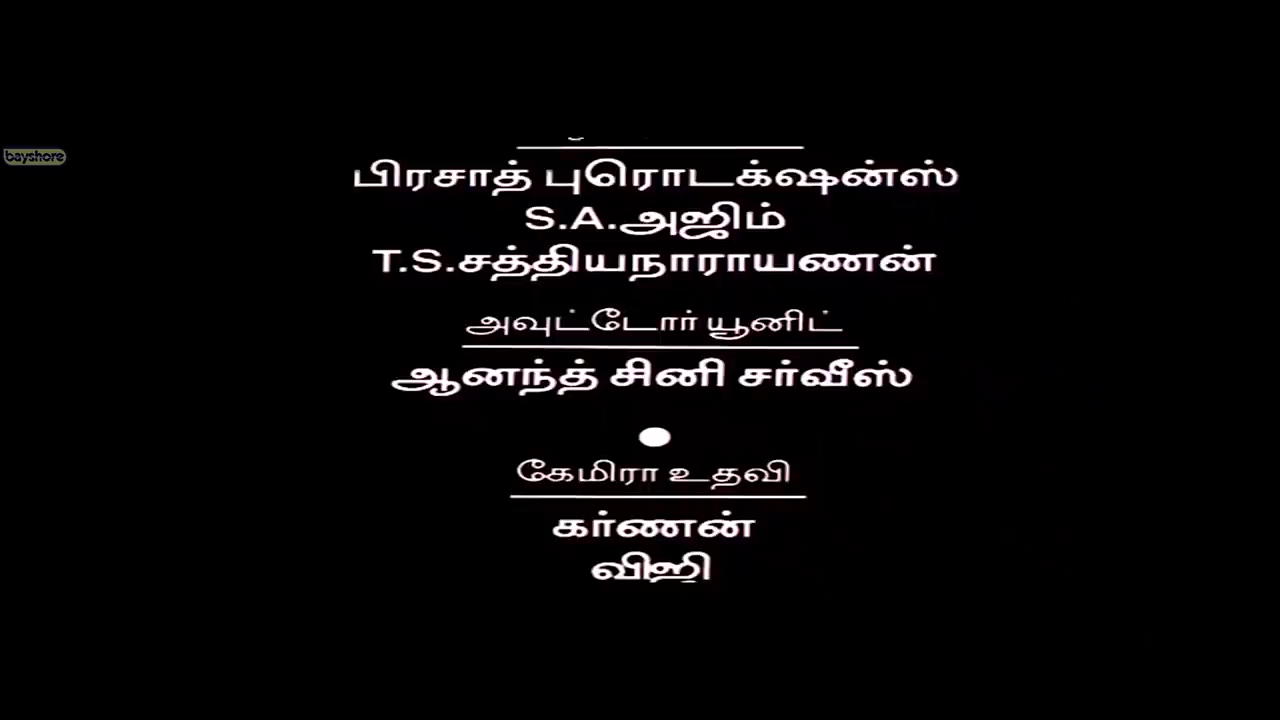 bayshore
பிரசாத் புரொடக்ஷன்ஸ்
S.A.அஜிம்
T.S.சத்தியநாராயணன்
அவுட்டோர் யூனிட்
ஆனந்த் சினி சர்வீஸ்
கேமிரா உதவி
கர்ணன்
விஜி